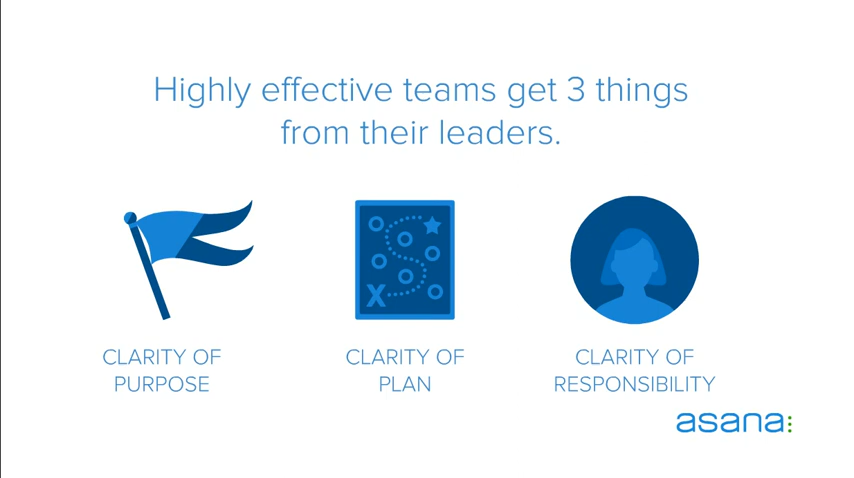 Highly effective teams get 3 things
from their leaders.
X
CLARITY OF
PURPOSE
CLARITY OF
PLAN
CLARITY OF
RESPONSIBILITY
asana